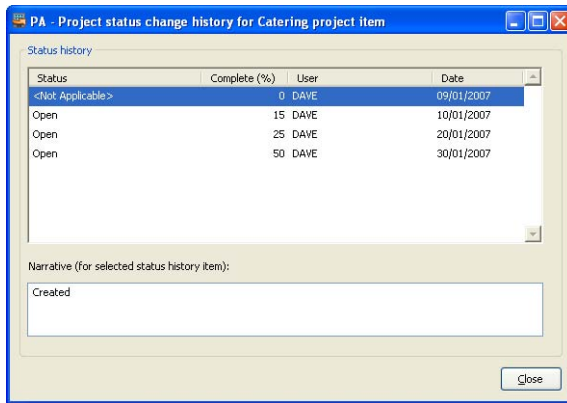 PA - Project status change history for Catering project item
Status history
Status Complete (%) User Date
<Not Applicable> 0 DAVE 09/01/2007
Open 15 DAVE 10/01/2007
Open 25 DAVE 20/01/2007
Open 50 DAVE 30/01/2007
Narrative (for selected status history item):
Created
Close